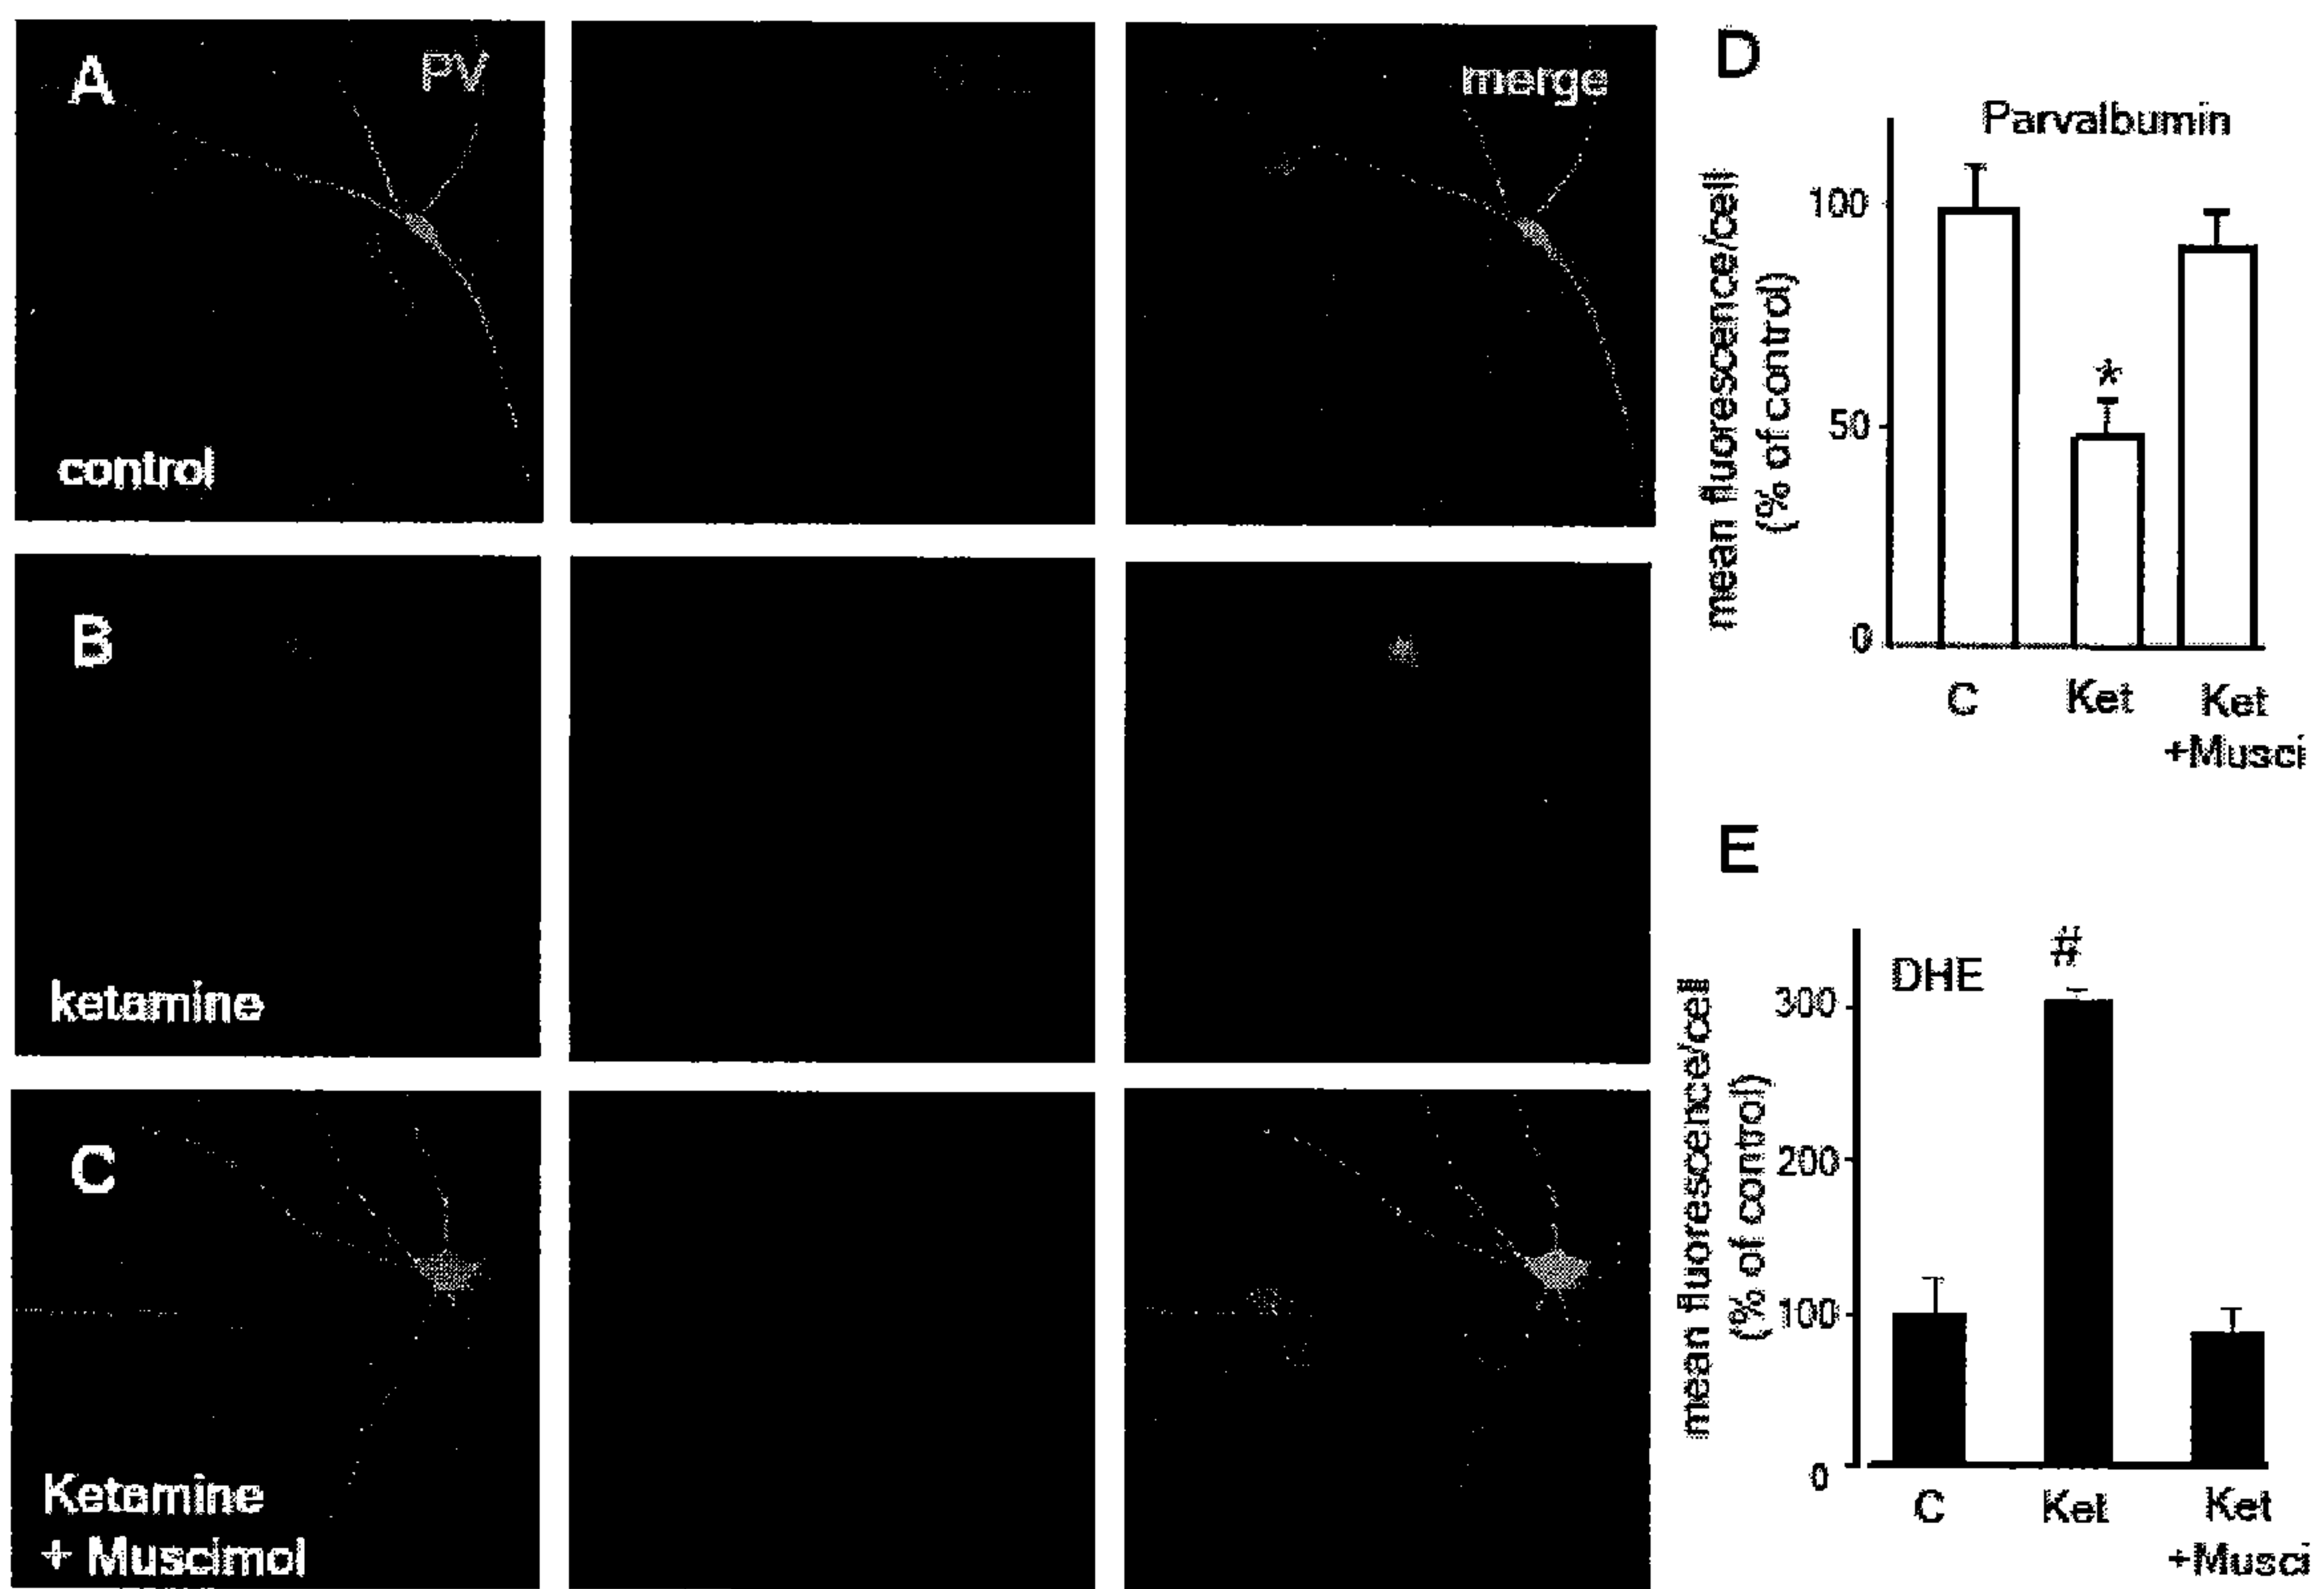 A
PV
merge
control
B
ketamine
C
Ketamine
+ Muscimol
D
Parvalbumin
mean fluorescence/cell
(% of control)
100
50
0
C
Ket
Ket
+Musci
E
DHE
#
mean fluorescence/cell
(% of control)
300
200
100
0
C
Ket
Ket
+Musci